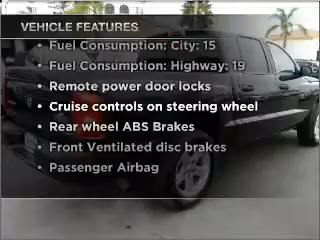 VEHICLE FEATURES
• Fuel Consumption: City: 15
• Fuel Consumption: Highway: 19
• Remote power door locks
• Cruise controls on steering wheel
• Rear wheel ABS Brakes
• Front Ventilated disc brakes
• Passenger Airbag